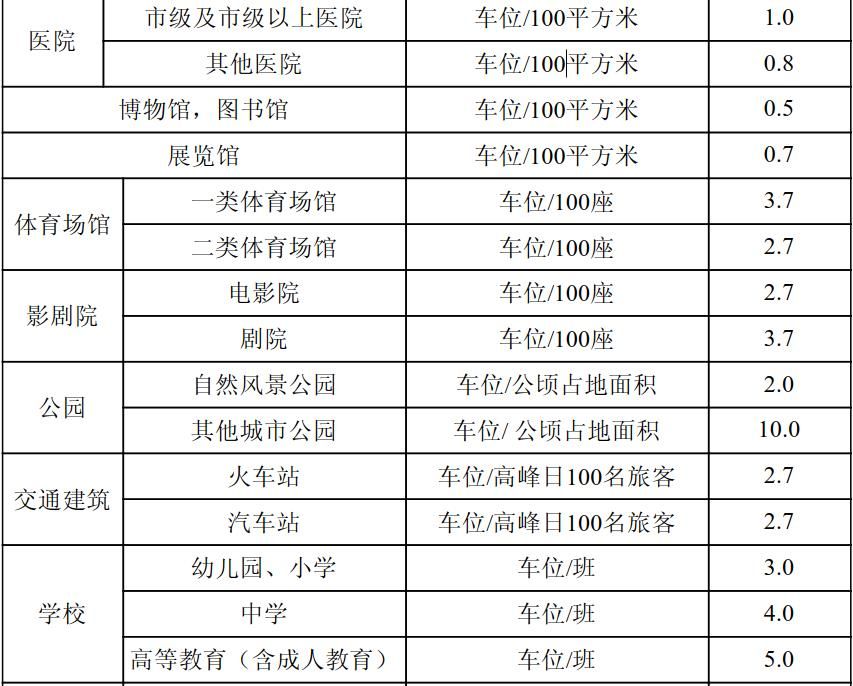 医院 市级及市级以上医院 车位/100平方米 1.0
其他医院 车位/100平方米 0.8
博物馆，图书馆 车位/100平方米 0.5
展览馆 车位/100平方米 0.7
体育场馆 一类体育场馆 车位/100座 3.7
二类体育场馆 车位/100座 2.7
影剧院 电影院 车位/100座 2.7
剧院 车位/100座 3.7
公园 自然风景公园 车位/公顷占地面积 2.0
其他城市公园 车位/ 公顷占地面积 10.0
交通建筑 火车站 车位/高峰日100名旅客 2.7
汽车站 车位/高峰日100名旅客 2.7
学校 幼儿园、小学 车位/班 3.0
中学 车位/班 4.0
高等教育（含成人教育） 车位/班 5.0